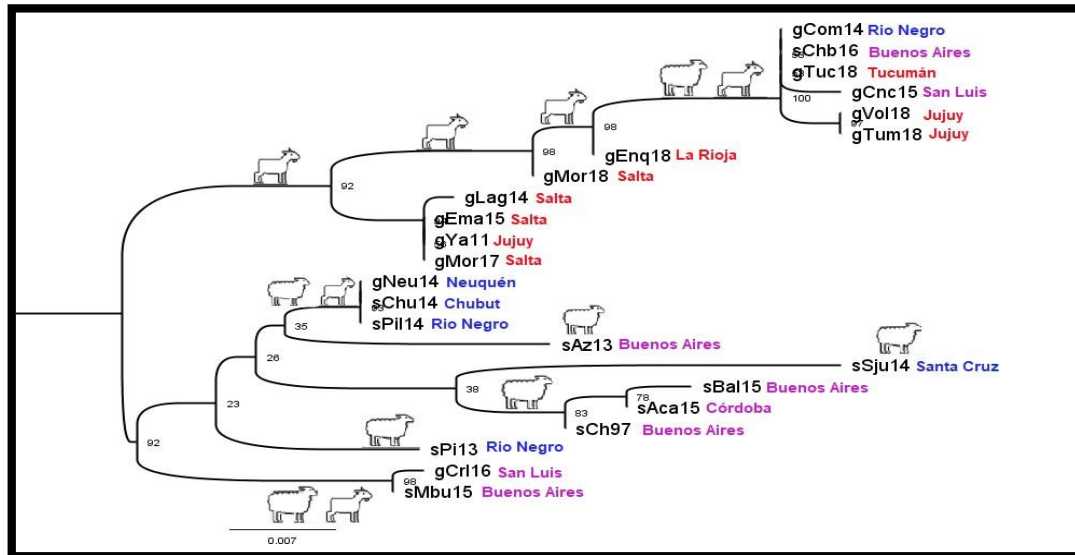 gCom14 Rio Negro
sChb16 Buenos Aires
gTuc18 Tucumán
gCnc15 San Luis
100
gVol18 Jujuy
97
gTum18 Jujuy
98
gEnq18 La Rioja
98
gMor18 Salta
92
gLag14 Salta
gEma15 Salta
gYa11 Jujuy
gMor17 Salta
gNeu14 Neuquén
sChu14 Chubut
sPil14 Rio Negro
35
sAz13 Buenos Aires
26
sSju14 Santa Cruz
38
sBal15 Buenos Aires
78
sAca15 Córdoba
83
sCh97 Buenos Aires
23
sPi13 Rio Negro
92
gCrl16 San Luis
98
sMbu15 Buenos Aires
0.007